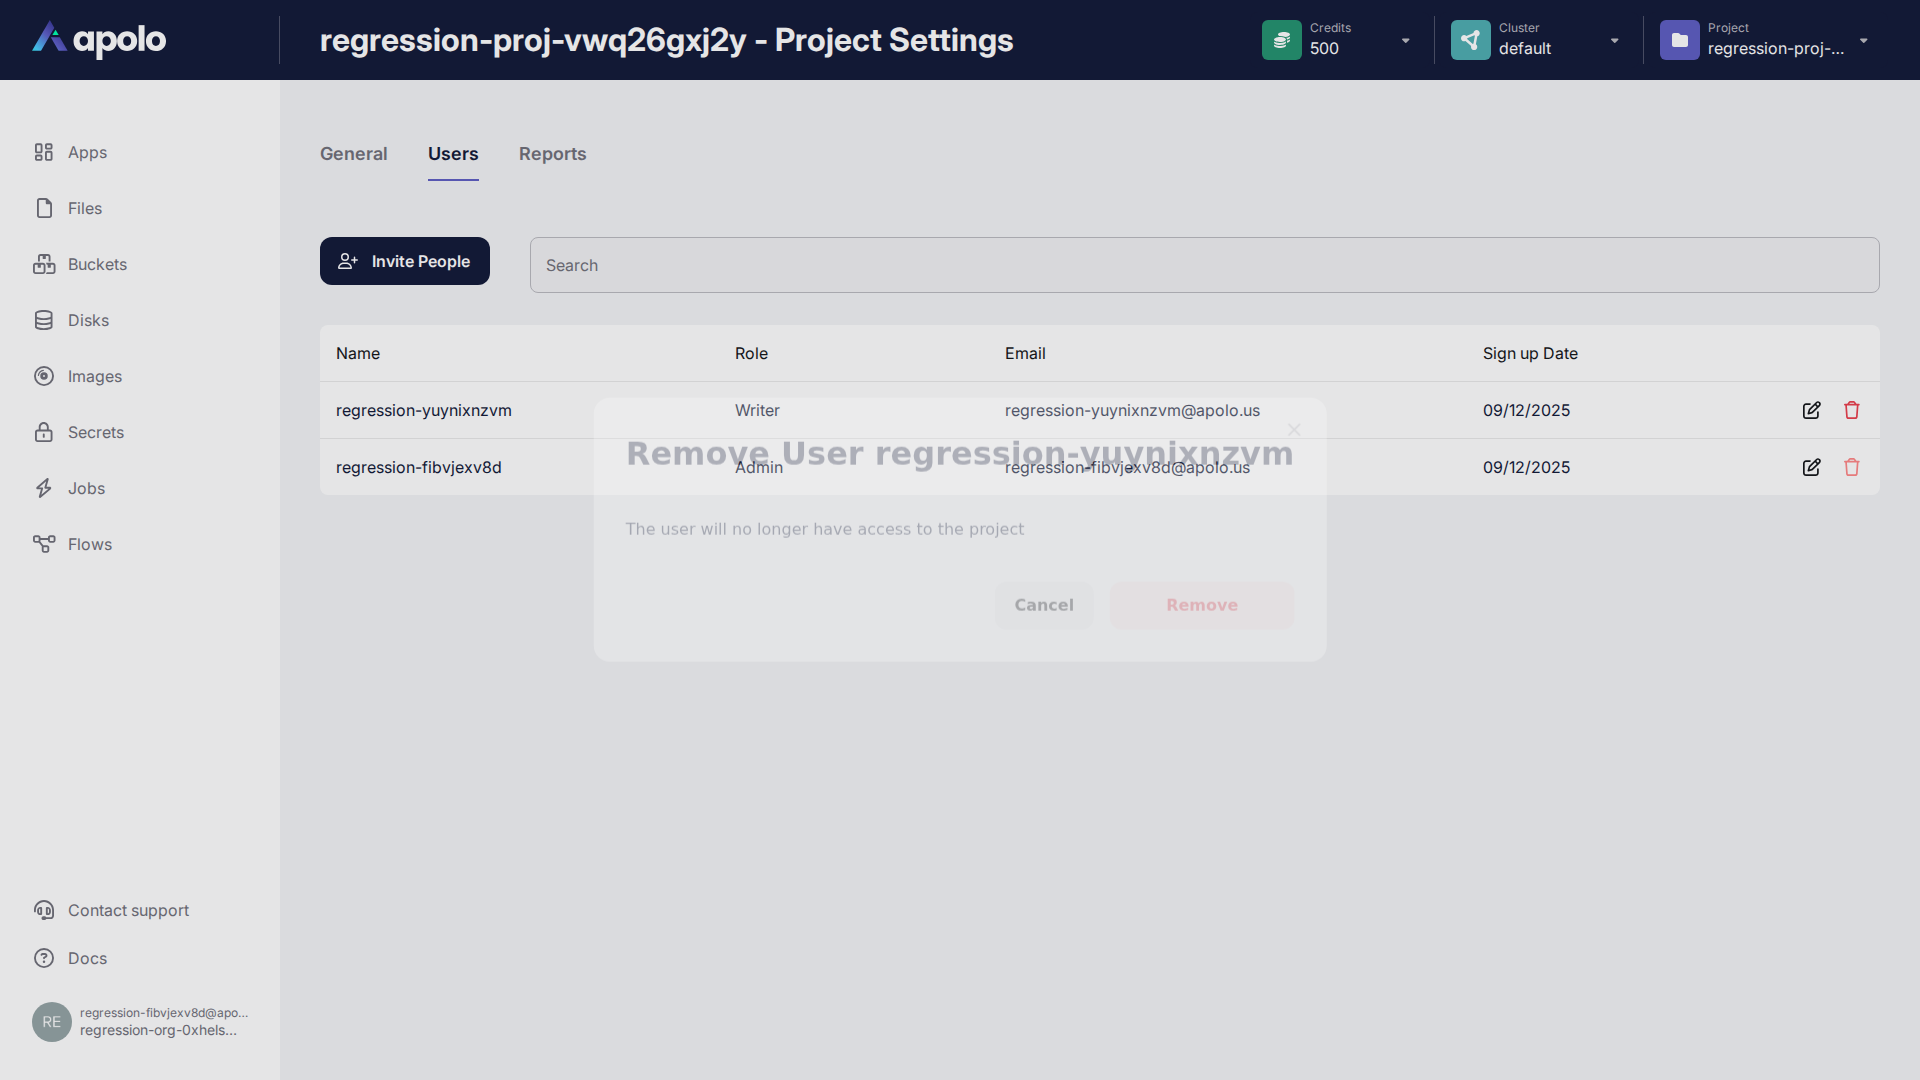 apolo
regression-proj-vwq26gxj2y - Project Settings
Credits
500
Cluster
default
Project
regression-proj-...
Apps
Files
Buckets
Disks
Images
Secrets
Jobs
Flows
Contact support
Docs
RE
regression-fibvjexv8d@apo...
regression-org-0xhels...
General
Users
Reports
Invite People
Search
Name
Role
Email
Sign up Date
regression-yuynixnzvm
Writer
regression-yuynixnzvm@apolo.us
09/12/2025
regression-fibvjexv8d
Admin
regression-fibvjexv8d@apolo.us
09/12/2025
Remove User regression-yuynixnzvm
The user will no longer have access to the project
Cancel
Remove